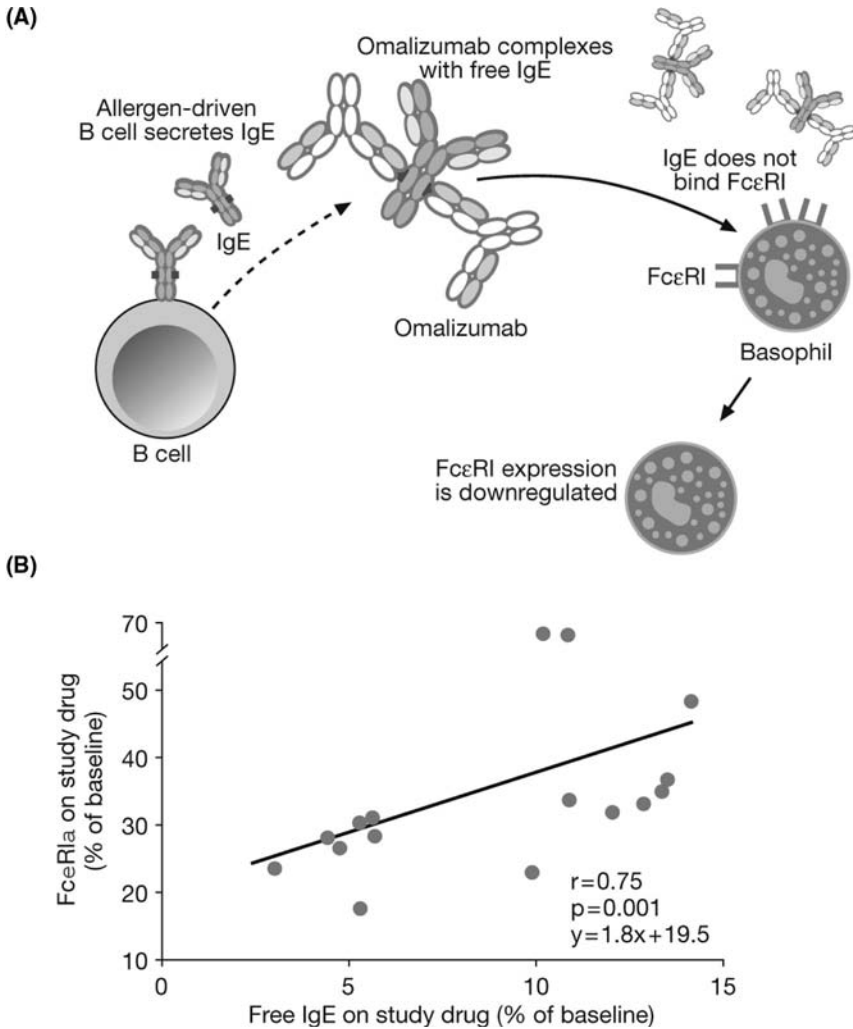 (A)
Allergen-driven
B cell secretes IgE
IgE
B cell
Omalizumab complexes
with free IgE
Omalizumab
IgE does not
bind FcεRI
FcεRI
Basophil
FcεRI expression
is downregulated
(B)
FceRIa on study drug
(% of baseline)
70
50
40
30
20
10
0
5
10
15
r=0.75
p=0.001
y=1.8x+19.5
Free IgE on study drug (% of baseline)